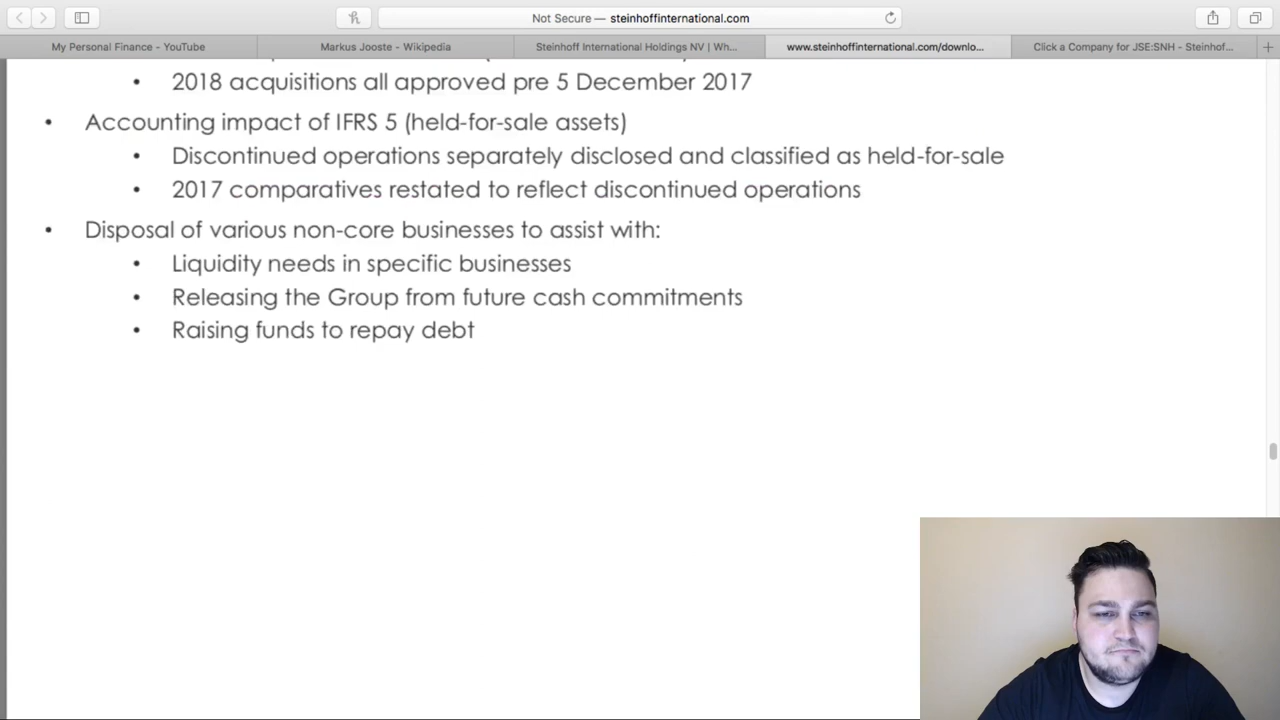 Not Secure — steinhoffinternational.com
My Personal Finance - YouTube
Markus Jooste - Wikipedia
Steinhoff International Holdings NV | Wh...
www.steinhoffinternational.com/downlo...
Click a Company for JSE:SNH - Steinhof...
• 2018 acquisitions all approved pre 5 December 2017
• Accounting impact of IFRS 5 (held-for-sale assets)
• Discontinued operations separately disclosed and classified as held-for-sale
• 2017 comparatives restated to reflect discontinued operations
• Disposal of various non-core businesses to assist with:
• Liquidity needs in specific businesses
• Releasing the Group from future cash commitments
• Raising funds to repay debt